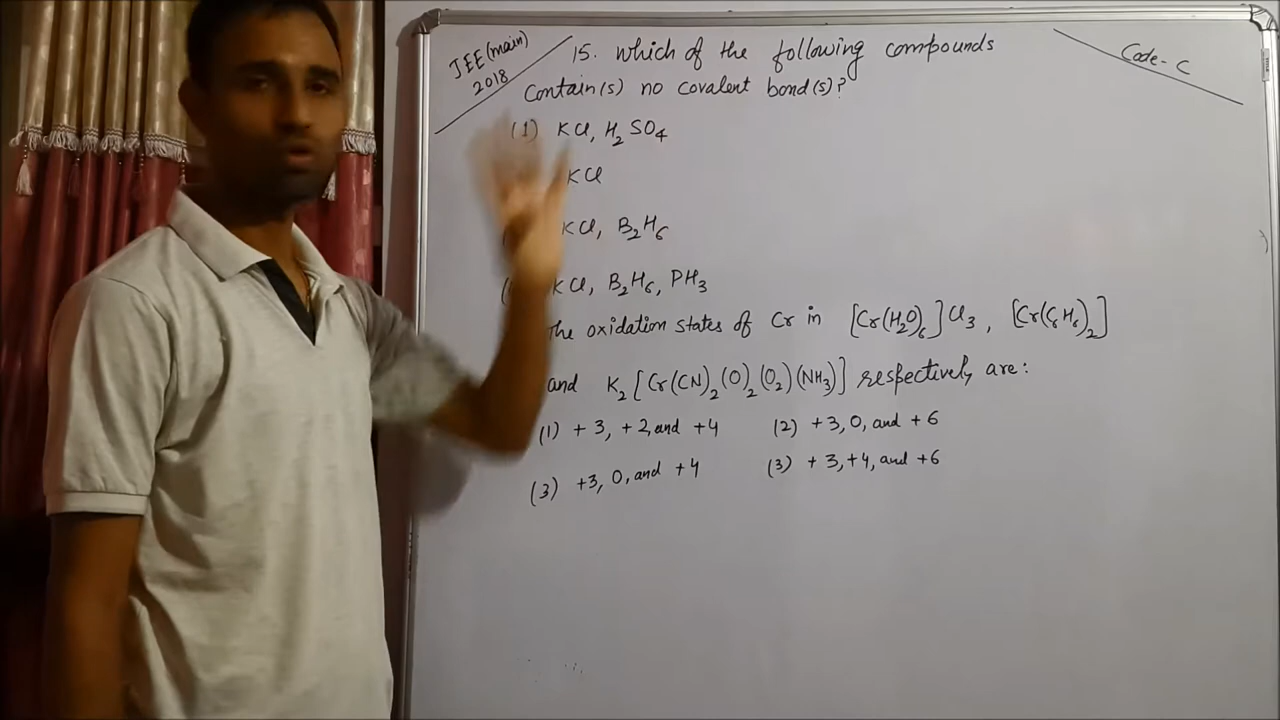 JEE (main)
2018
15. which of the following compounds
Code-C
contain(s) no covalent bond(s)?
(1) KCl, H₂SO₄
KCl
KCl, B₂H₆
KCl, B₂H₆, PH₃
The oxidation states of Cr in [Cr(H₂O)₆]Cl₃, [Cr(C₆H₆)₂]
and K₂[Cr(CN)₂(O)₂(O₂)(NH₃)] respectively are:
(1) +3, +2, and +4 (2) +3, 0, and +6
(3) +3, 0, and +4 (3) +3, +4, and +6